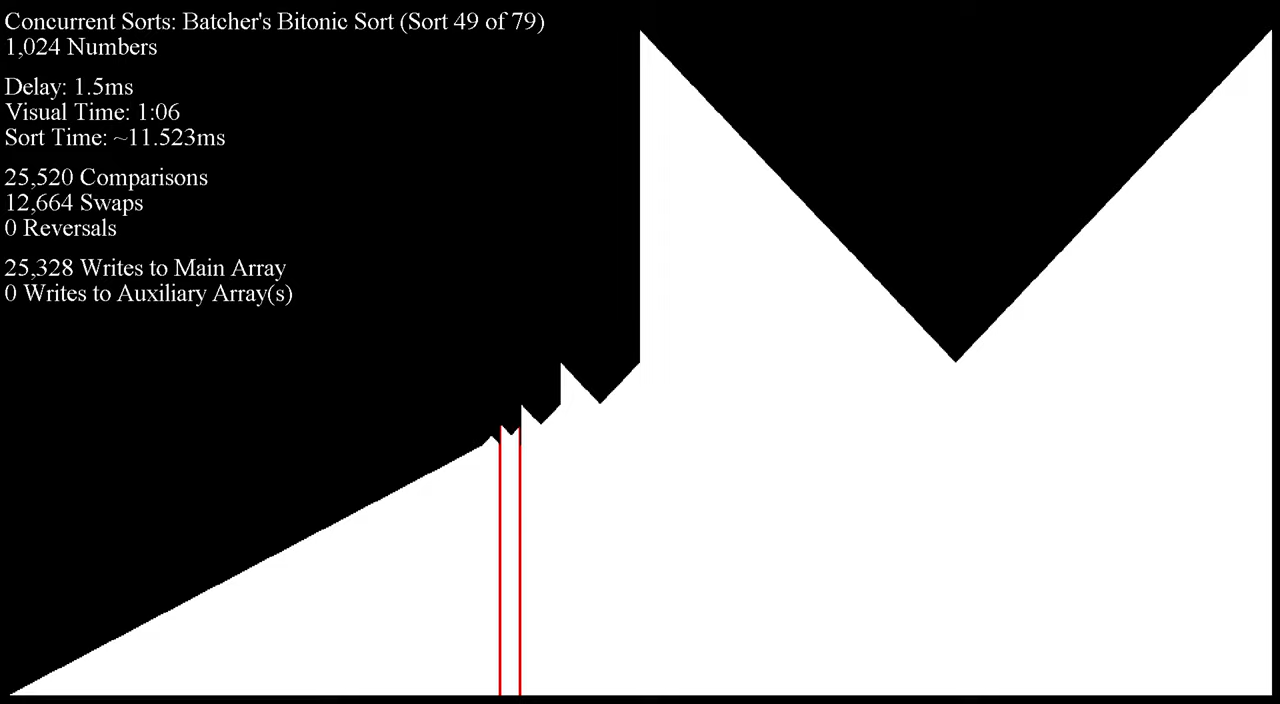 Concurrent Sorts: Batcher's Bitonic Sort (Sort 49 of 79)
1,024 Numbers
Delay: 1.5ms
Visual Time: 1:06
Sort Time: ~11.523ms
25,520 Comparisons
12,664 Swaps
0 Reversals
25,328 Writes to Main Array
0 Writes to Auxiliary Array(s)